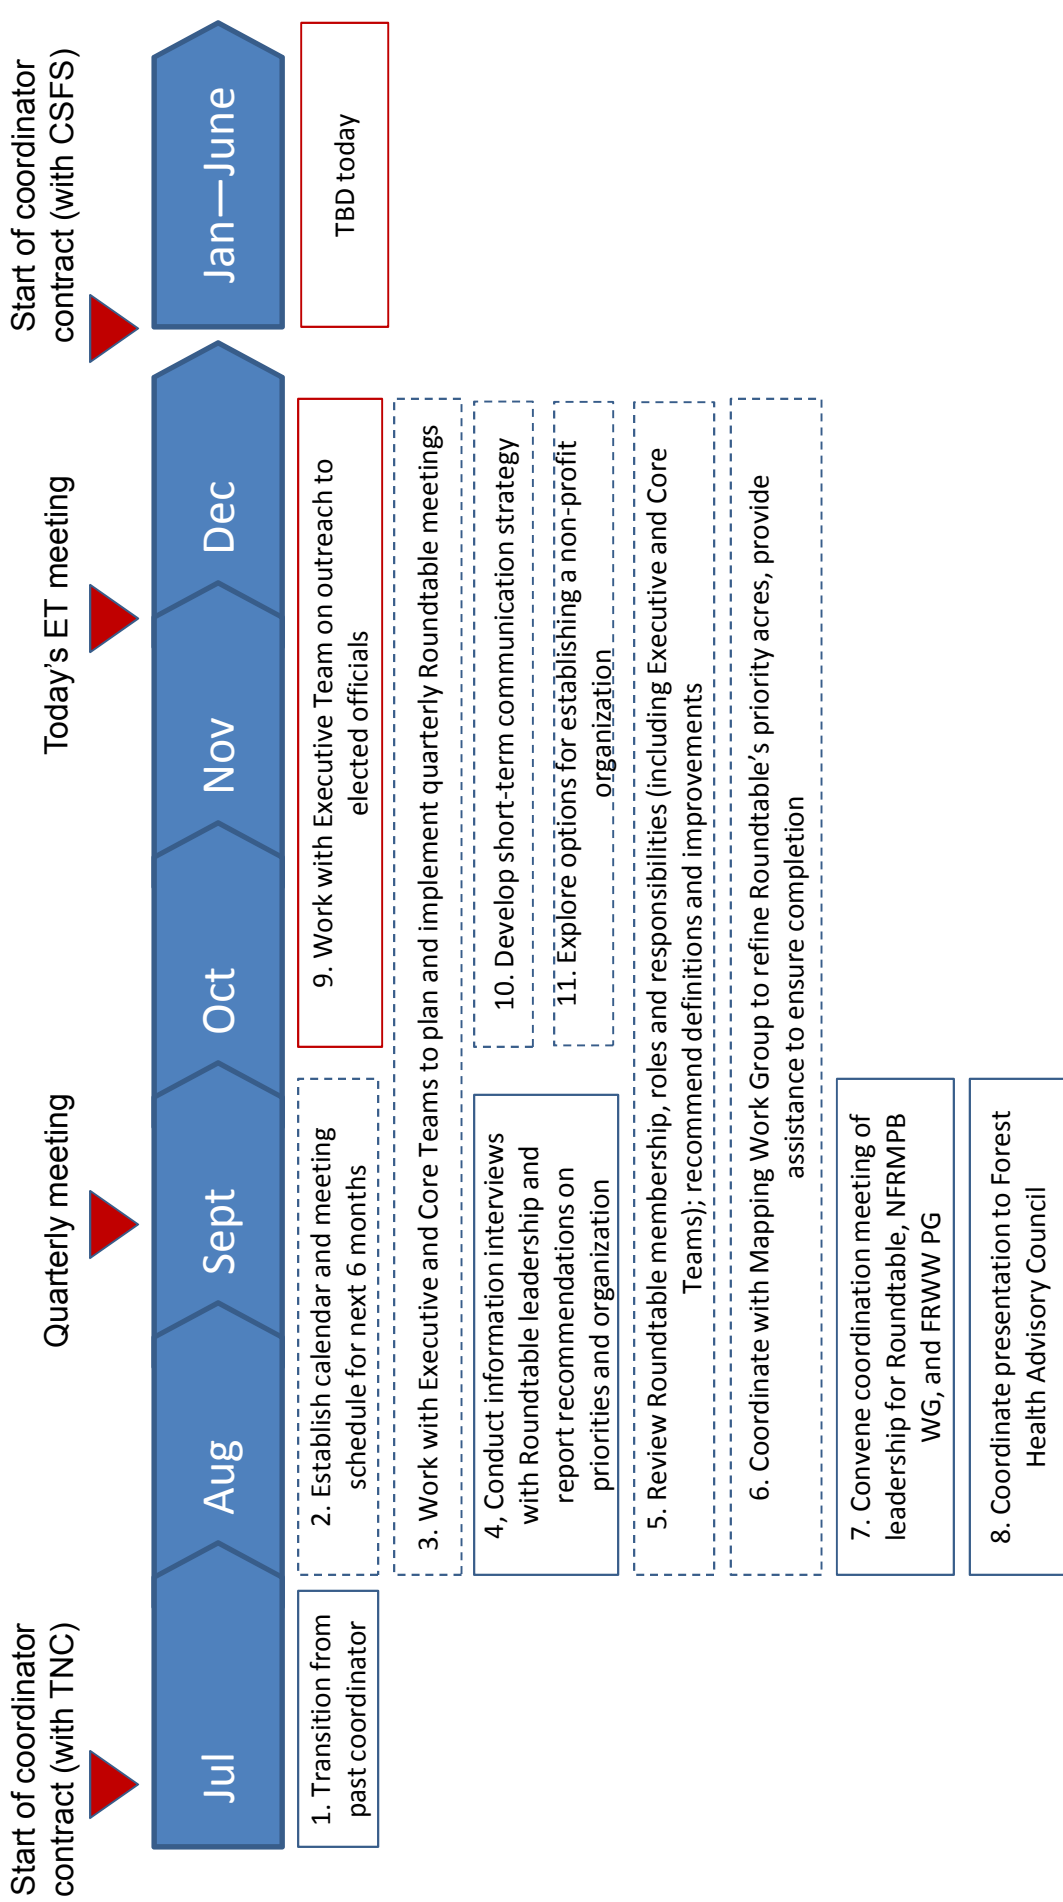 Start of coordinator
contract (with TNC)
Quarterly meeting
Today’s ET meeting
Start of coordinator
contract (with CSFS)
Jul
Aug
Sept
Oct
Nov
Dec
Jan—June
1. Transition from
past coordinator
2. Establish calendar and meeting
schedule for next 6 months
9. Work with Executive Team on outreach to
elected officials
TBD today
3. Work with Executive and Core Teams to plan and implement quarterly Roundtable meetings
4, Conduct information interviews
with Roundtable leadership and
report recommendations on
priorities and organization
10. Develop short-term communication strategy
11. Explore options for establishing a non-profit
organization
5. Review Roundtable membership, roles and responsibilities (including Executive and Core
Teams); recommend definitions and improvements
6. Coordinate with Mapping Work Group to refine Roundtable’s priority acres, provide
assistance to ensure completion
7. Convene coordination meeting of
leadership for Roundtable, NFRMPB
WG, and FRWW PG
8. Coordinate presentation to Forest
Health Advisory Council